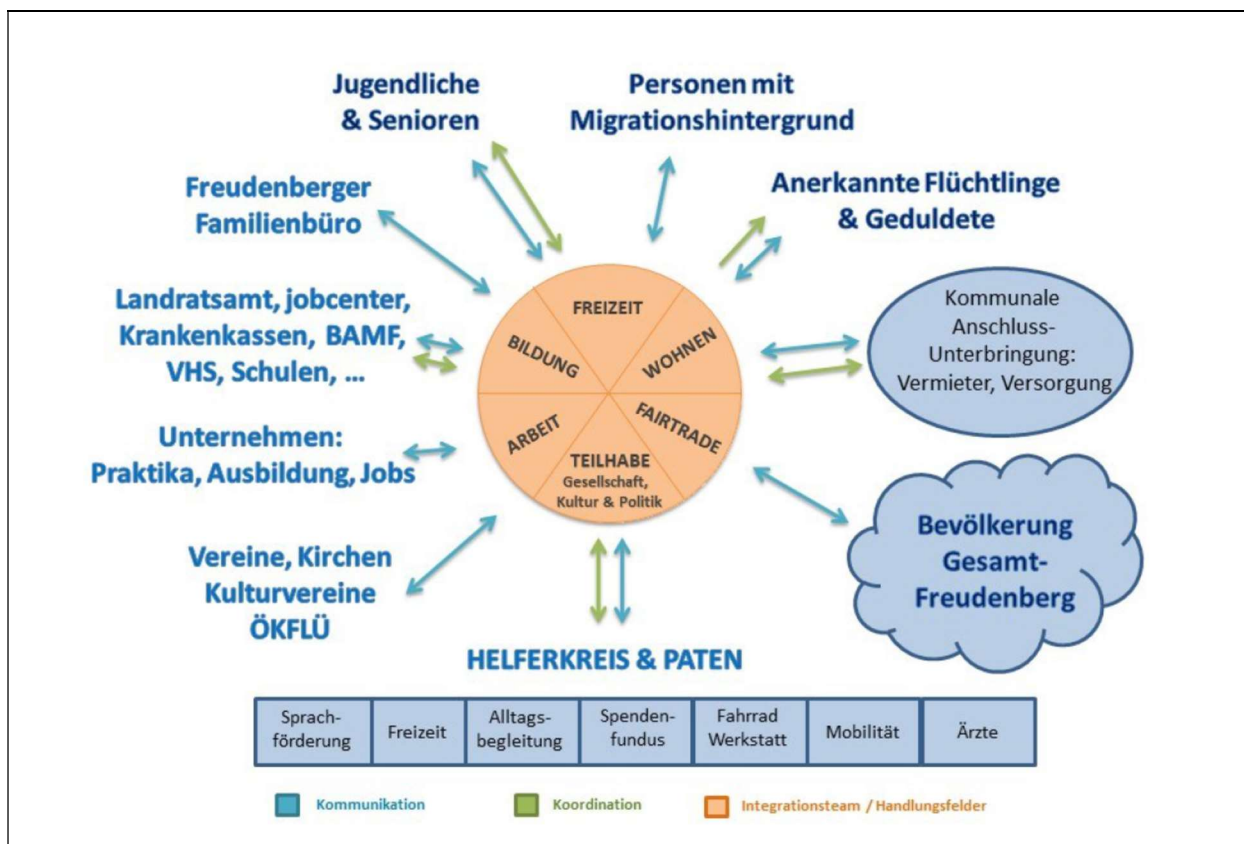 Jugendliche
& Senioren
Personen mit
Migrationshintergrund
Anerkannte Flüchtlinge
& Geduldete
Freudenberger
Familienbüro
Landratsamt, jobcenter,
Krankenkassen, BAMF,
VHS, Schulen, ...
Unternehmen:
Praktika, Ausbildung, Jobs
Vereine, Kirchen
Kulturvereine
ÖKFLÜ
FREIZEIT
BILDUNG
WOHNEN
ARBEIT
FAIRTRADE
TEILHABE
Gesellschaft,
Kultur & Politik
Kommunale
Anschluss-
Unterbringung:
Vermieter, Versorgung
Bevölkerung
Gesamt-
Freudenberg
HELFERKREIS & PATEN
Sprach-
förderung
Freizeit
Alltags-
begleitung
Spenden-
fundus
Fahrrad
Werkstatt
Mobilität
Ärzte
Kommunikation
Koordination
Integrationsteam / Handlungsfelder